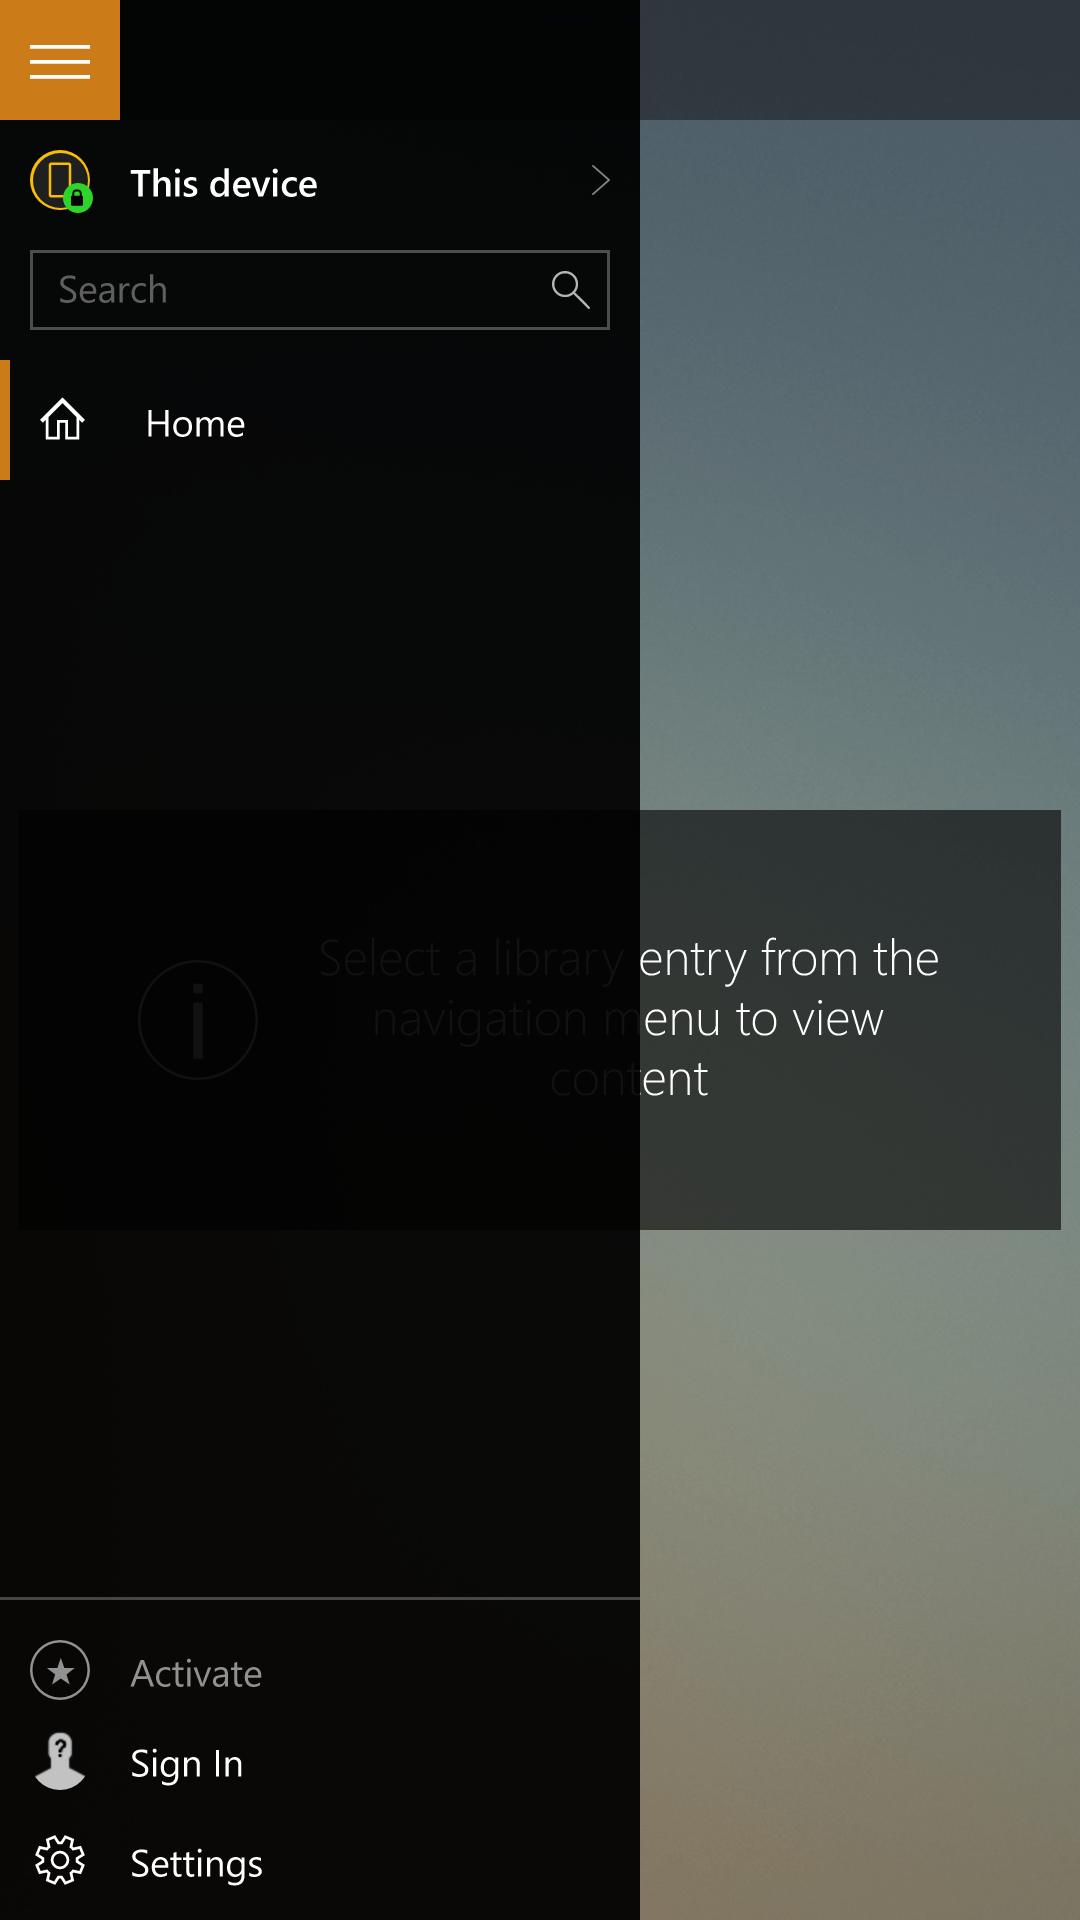 This device
Search
Home
Select a library entry from the
navigation menu to view
content
Activate
Sign In
Settings